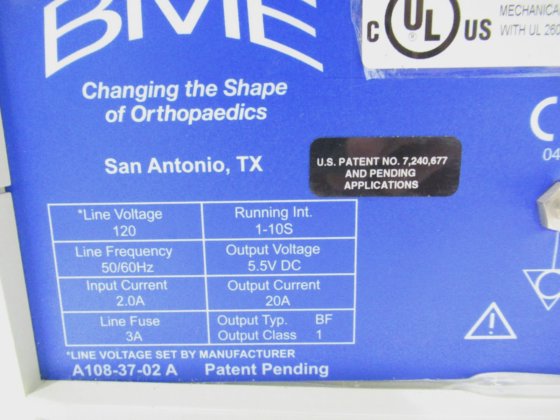 BME
C UL US
MECHANICA
WITH UL 260
Changing the Shape
of Orthopaedics
San Antonio, TX
U.S. PATENT NO. 7,240,677
AND PENDING
APPLICATIONS
04
*Line Voltage
120
Running Int.
1-10S
Line Frequency
50/60Hz
Output Voltage
5.5V DC
Input Current
2.0A
Output Current
20A
Line Fuse
3A
Output Typ. BF
Output Class 1
*LINE VOLTAGE SET BY MANUFACTURER
A108-37-02 A Patent Pending